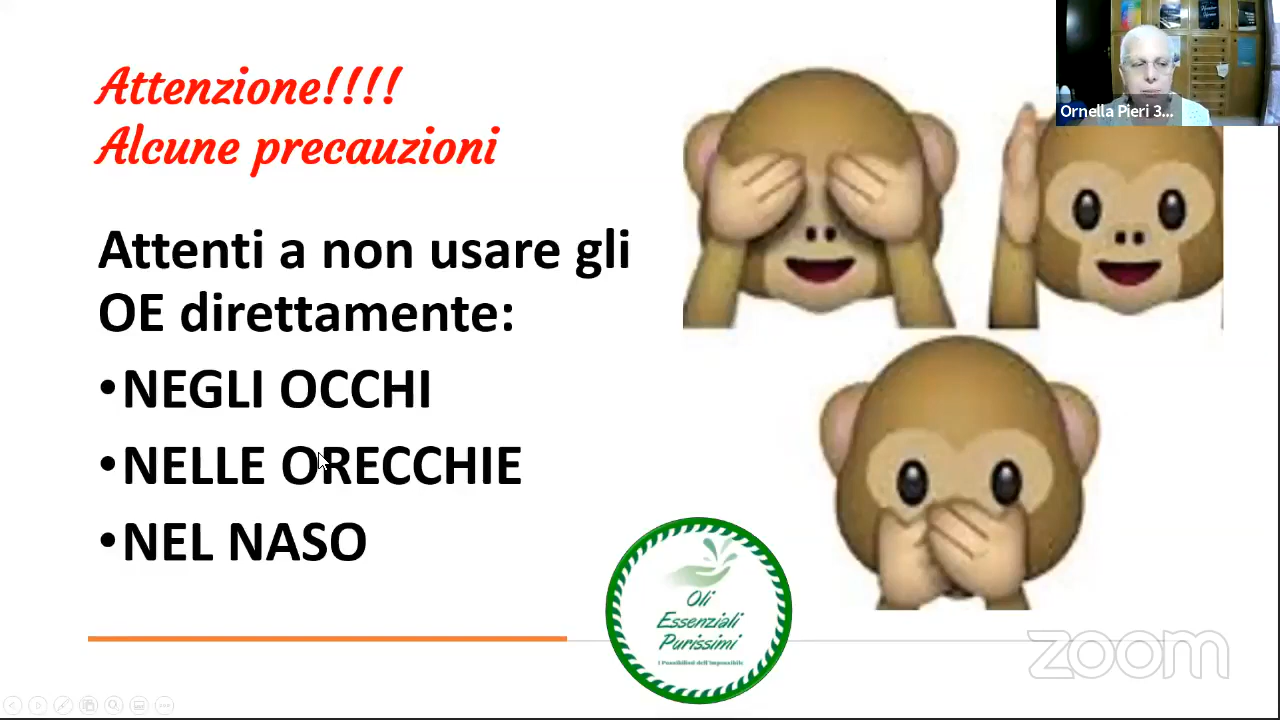 Attenzione!!!!
Alcune precauzioni
Attenti a non usare gli
OE direttamente:
•NEGLI OCCHI
•NELLE ORECCHIE
•NEL NASO
Oli
Essenziali
Purissimi
I Possibilisti dell'Impossibile
Ornella Pieri 3...
zoom